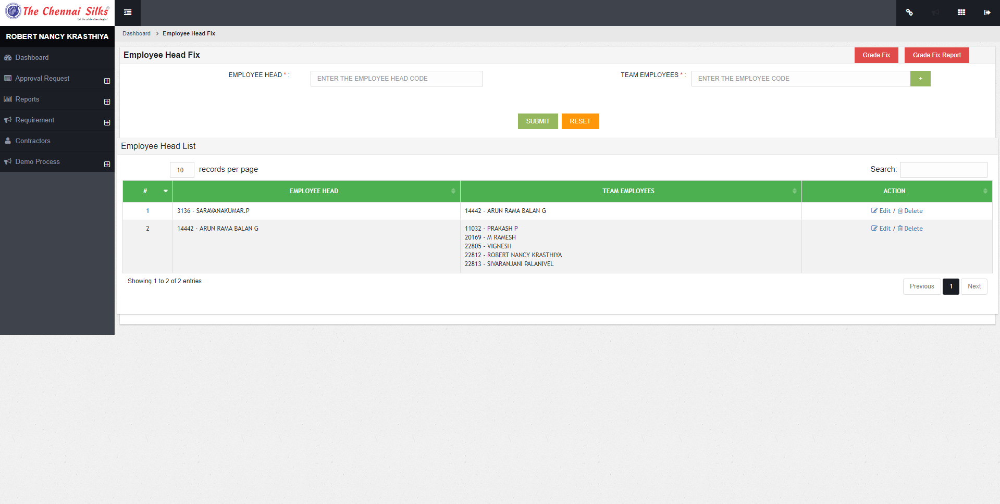 The Chennai Silks
Let the celebrations begin!
ROBERT NANCY KRASTHIYA
Dashboard
Approval Request
Reports
Requirement
Contractors
Demo Process
Dashboard > Employee Head Fix
Employee Head Fix
Grade Fix
Grade Fix Report
EMPLOYEE HEAD * :
ENTER THE EMPLOYEE HEAD CODE
TEAM EMPLOYEES * :
ENTER THE EMPLOYEE CODE
+
SUBMIT
RESET
Employee Head List
10 records per page
Search:
# EMPLOYEE HEAD TEAM EMPLOYEES ACTION
1 3136 - SARAVANAKUMAR.P 14442 - ARUN RAMA BALAN G Edit / Delete
2 14442 - ARUN RAMA BALAN G 11032 - PRAKASH P Edit / Delete
20169 - M RAMESH
22805 - VIGNESH
22812 - ROBERT NANCY KRASTHIYA
22813 - SIVARANJANI PALANIVEL
Showing 1 to 2 of 2 entries
Previous 1 Next